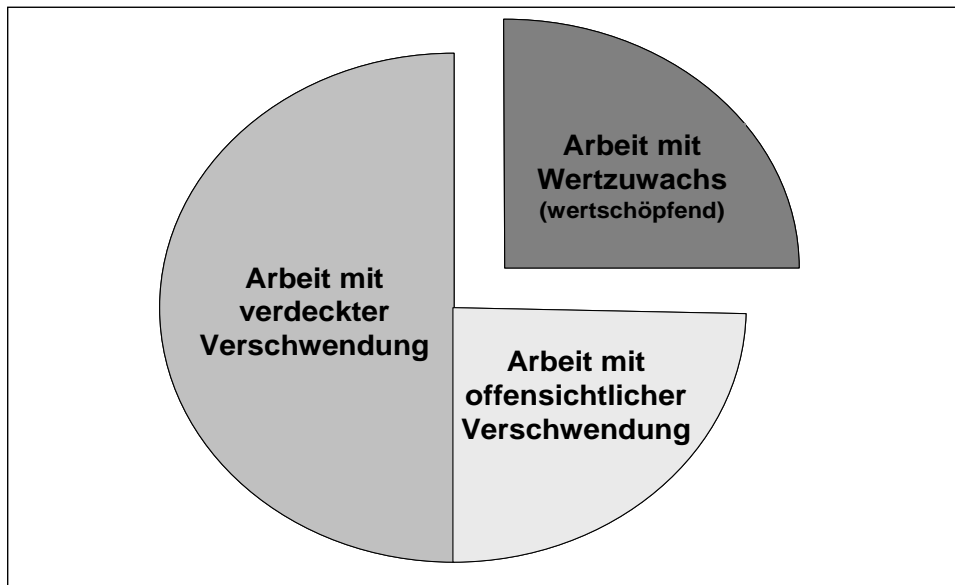 Arbeit mit
Wertzuwachs
(wertschöpfend)
Arbeit mit
verdeckter
Verschwendung
Arbeit mit
offensichtlicher
Verschwendung